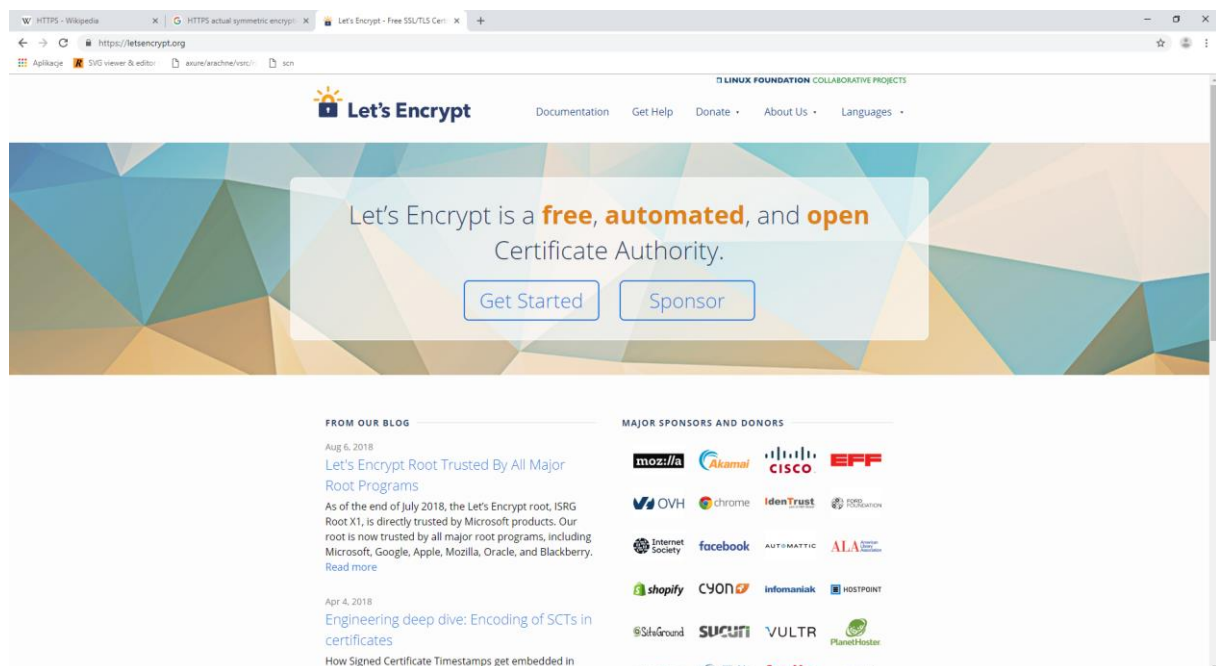 HTTPS - Wikipedia
HTTPS actual symmetric encrypti
Let's Encrypt - Free SSL/TLS Cert
https://letsencrypt.org
Aplikacje
SVG viewer & editor
axure/arachne/vsrc/
scn
LINUX FOUNDATION COLLABORATIVE PROJECTS
Let's Encrypt
Documentation Get Help Donate About Us Languages
Let's Encrypt is a free, automated, and open
Certificate Authority.
Get Started Sponsor
FROM OUR BLOG
Aug 6, 2018
Let's Encrypt Root Trusted By All Major
Root Programs
As of the end of July 2018, the Let's Encrypt root, ISRG
Root X1, is directly trusted by Microsoft products. Our
root is now trusted by all major root programs, including
Microsoft, Google, Apple, Mozilla, Oracle, and Blackberry.
Read more
Apr 4, 2018
Engineering deep dive: Encoding of SCTs in
certificates
How Signed Certificate Timestamps get embedded in
MAJOR SPONSORS AND DONORS
moz://a Akamai CISCO EFF
OVH chrome IdenTrust FORD FOUNDATION
Internet Society facebook AUTOMATTIC ALA American Library Association
shopify CYON infomaniak HOSTPOINT
SiteGround SUCURI VULTR PlanetHoster